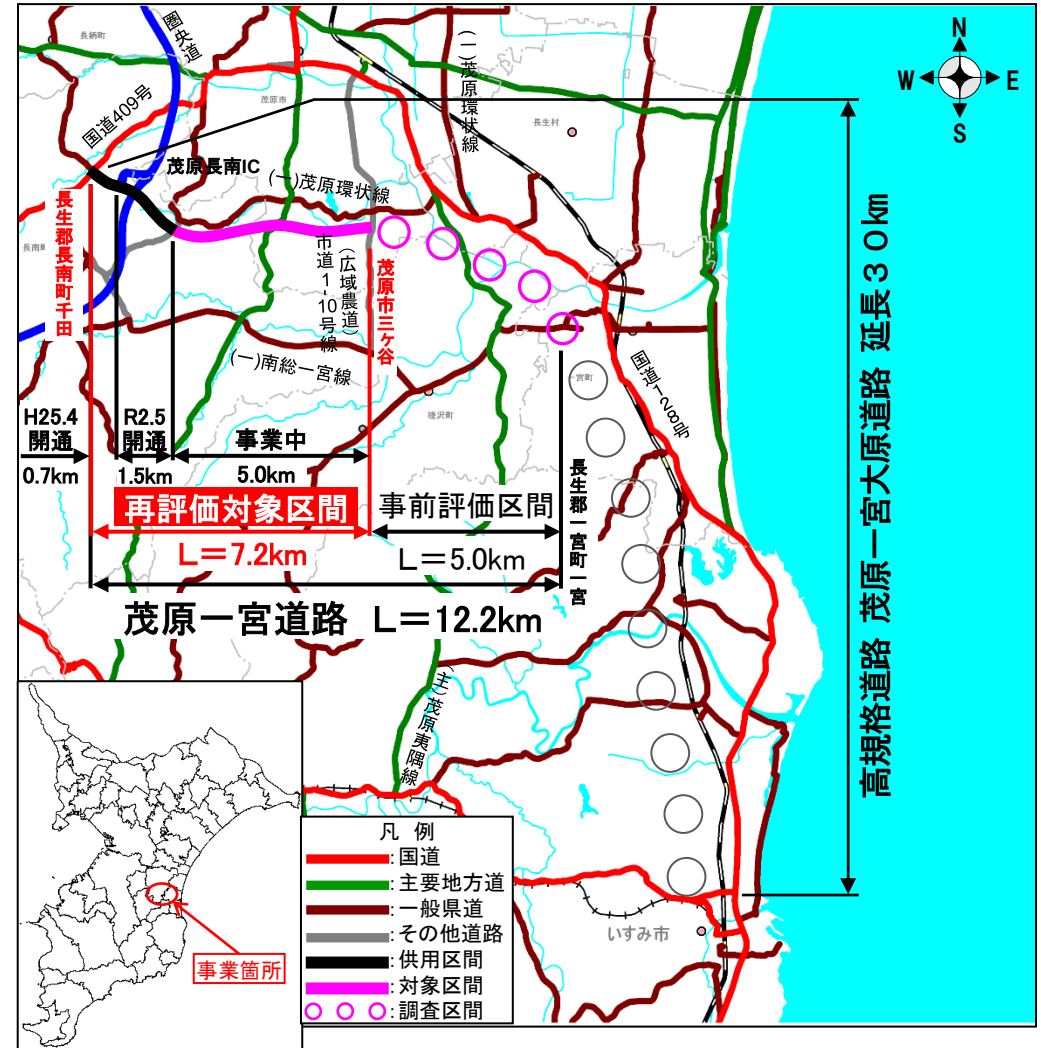 N
W
E
S
長柄町
圏央道
茂原市
(一)茂原環状線
長生村
国道409号
茂原長南IC
(一)茂原環状線
長生郡長南町千田
長南町
市道1-10号線
(広域農道)
茂原市三ケ谷
(一)南総一宮線
睦沢町
一宮町
国道128号
長生郡一宮町一宮
高規格道路 茂原一宮大原道路 延長30km
H25.4
開通
R2.5
開通
事業中
0.7km
1.5km
5.0km
再評価対象区間
事前評価区間
L=7.2km
L=5.0km
茂原一宮道路 L=12.2km
(主)茂原夷隅線
いすみ市
事業箇所
凡例
:国道
:主要地方道
:一般県道
:その他道路
:供用区間
:対象区間
:調査区間